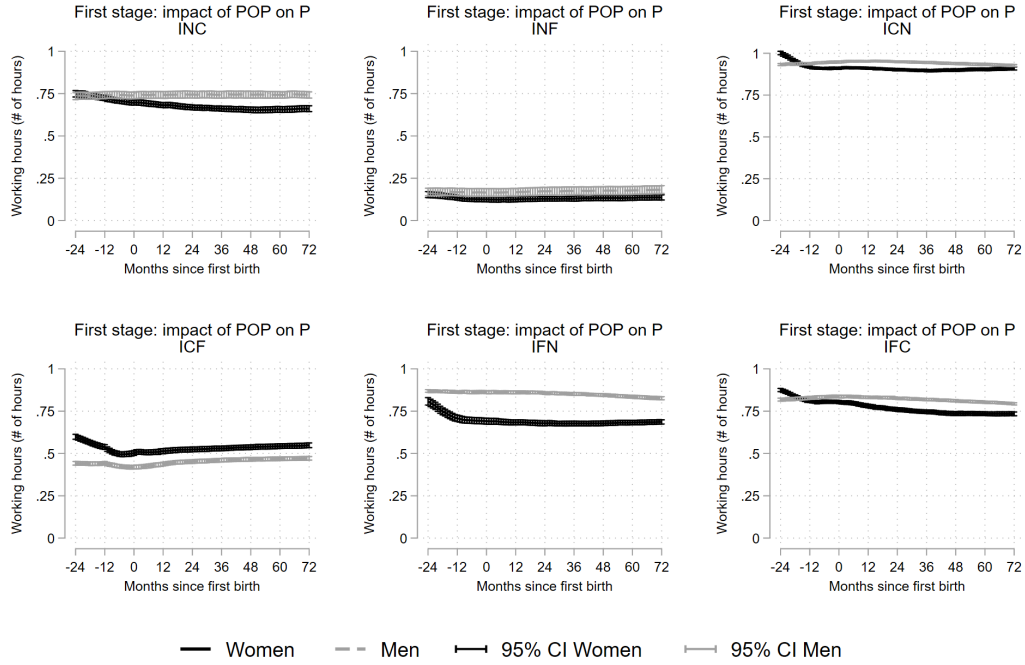 First stage: impact of POP on P
INC
Working hours (# of hours)
1
.75
.5
.25
0
-24 -12 0 12 24 36 48 60 72
Months since first birth
First stage: impact of POP on P
INF
Working hours (# of hours)
1
.75
.5
.25
0
-24 -12 0 12 24 36 48 60 72
Months since first birth
First stage: impact of POP on P
ICN
Working hours (# of hours)
1
.75
.5
.25
0
-24 -12 0 12 24 36 48 60 72
Months since first birth
First stage: impact of POP on P
ICF
Working hours (# of hours)
1
.75
.5
.25
0
-24 -12 0 12 24 36 48 60 72
Months since first birth
First stage: impact of POP on P
IFN
Working hours (# of hours)
1
.75
.5
.25
0
-24 -12 0 12 24 36 48 60 72
Months since first birth
First stage: impact of POP on P
IFC
Working hours (# of hours)
1
.75
.5
.25
0
-24 -12 0 12 24 36 48 60 72
Months since first birth
Women Men 95% CI Women 95% CI Men